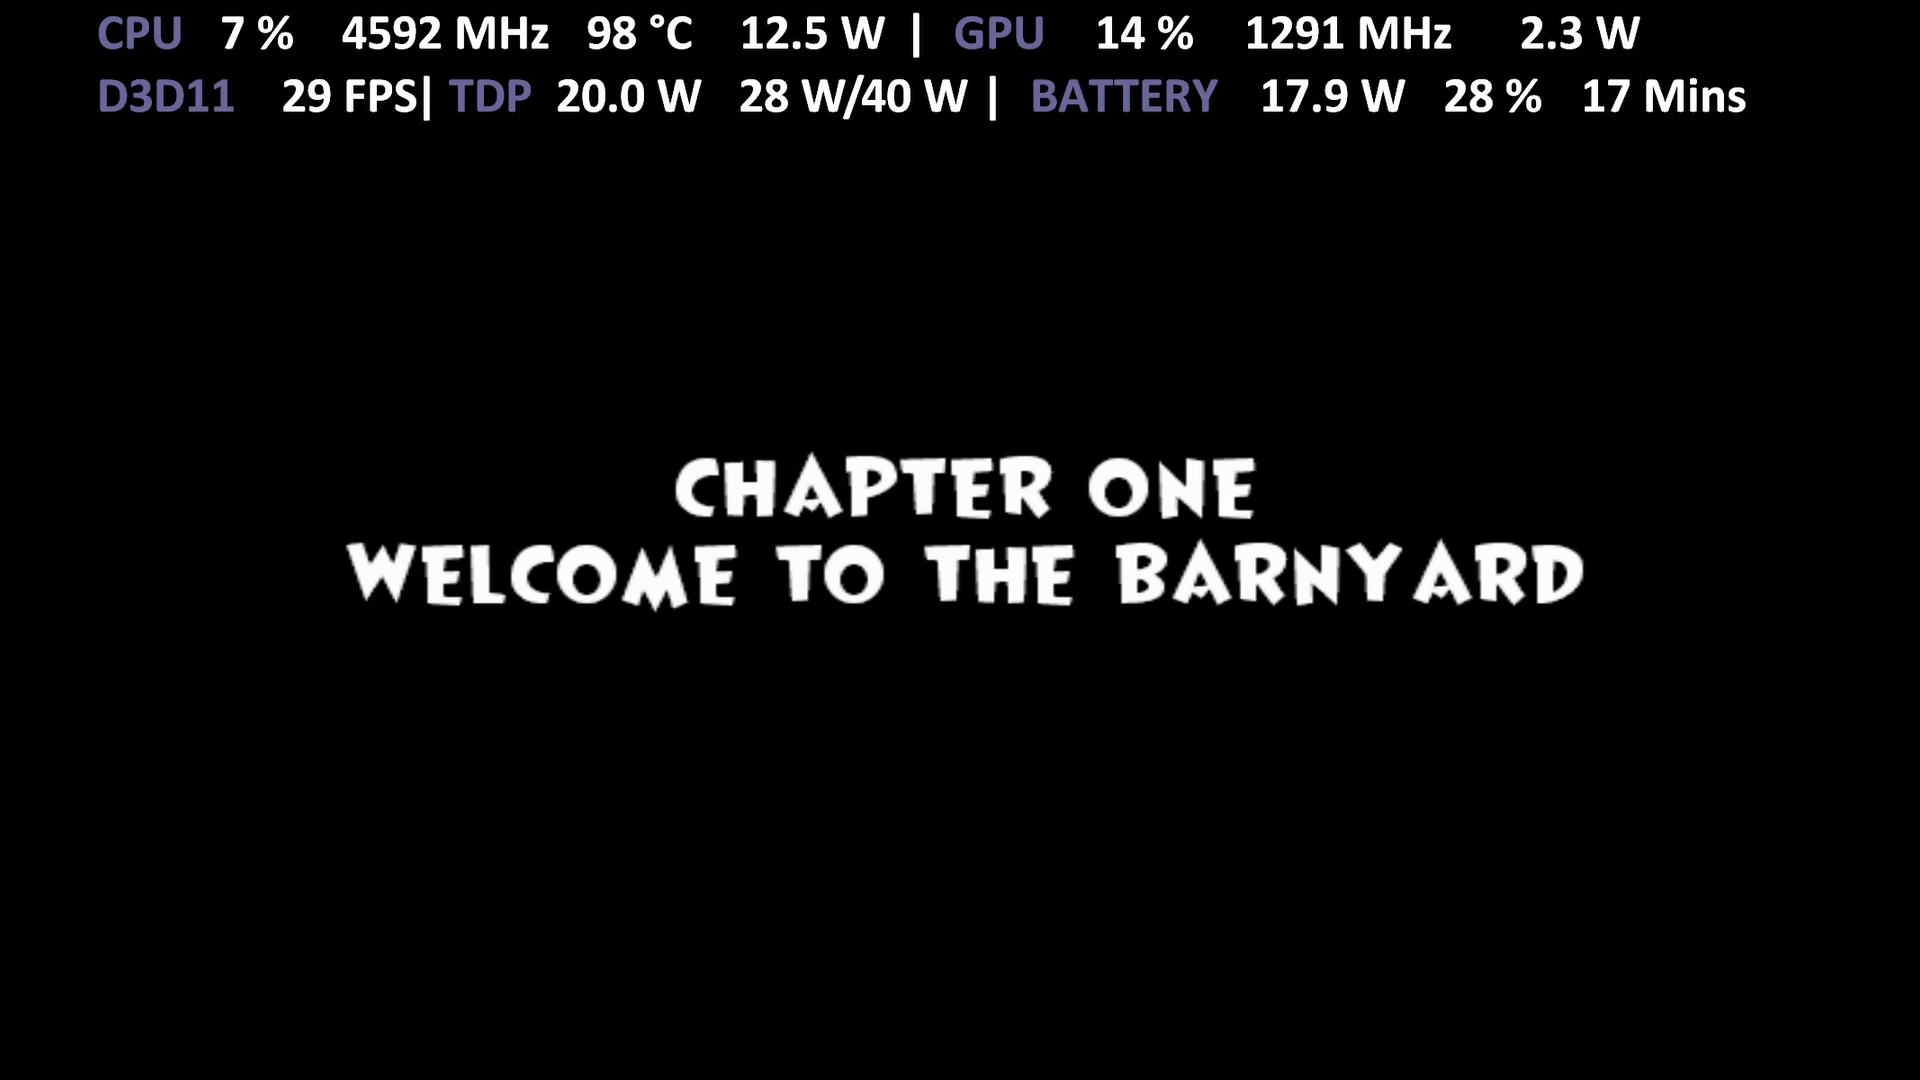 CPU 7 % 4592 MHz 98 °C 12.5 W | GPU 14 % 1291 MHz 2.3 W
D3D11 29 FPS| TDP 20.0 W 28 W/40 W | BATTERY 17.9 W 28 % 17 Mins
CHAPTER ONE
WELCOME TO THE BARNYARD